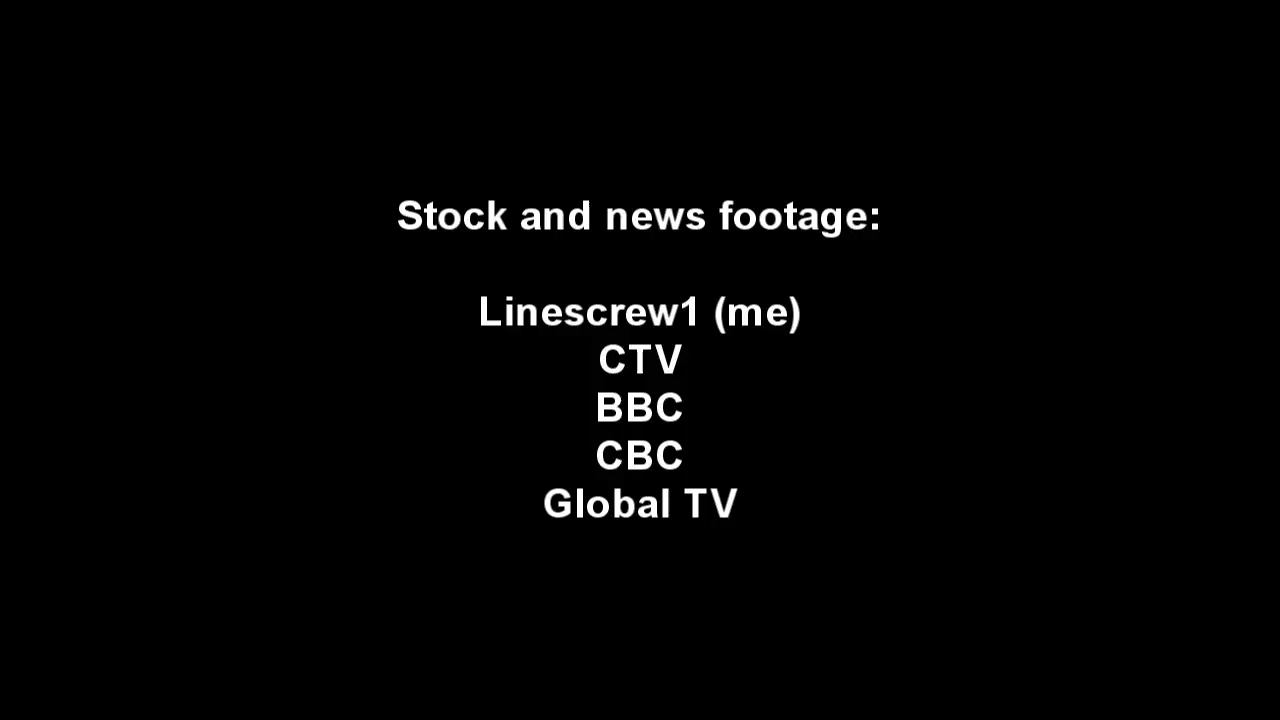 Stock and news footage:
Linescrew1 (me)
CTV
BBC
CBC
Global TV